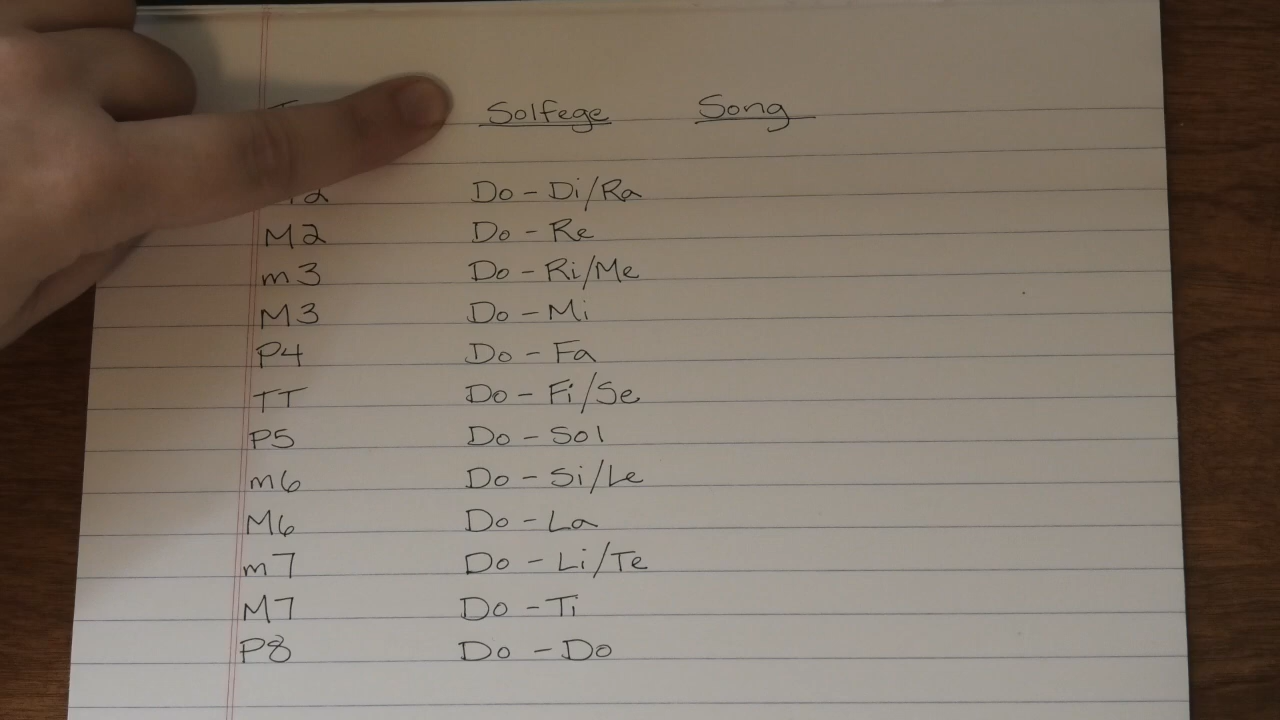 Solfege Song
Do - Di/Ra
M2 Do - Re
m3 Do - Ri/Me
M3 Do - Mi
P4 Do - Fa
TT Do - Fi/Se
P5 Do - Sol
m6 Do - Si/Le
M6 Do - La
m7 Do - Li/Te
M7 Do - Ti
P8 Do - Do